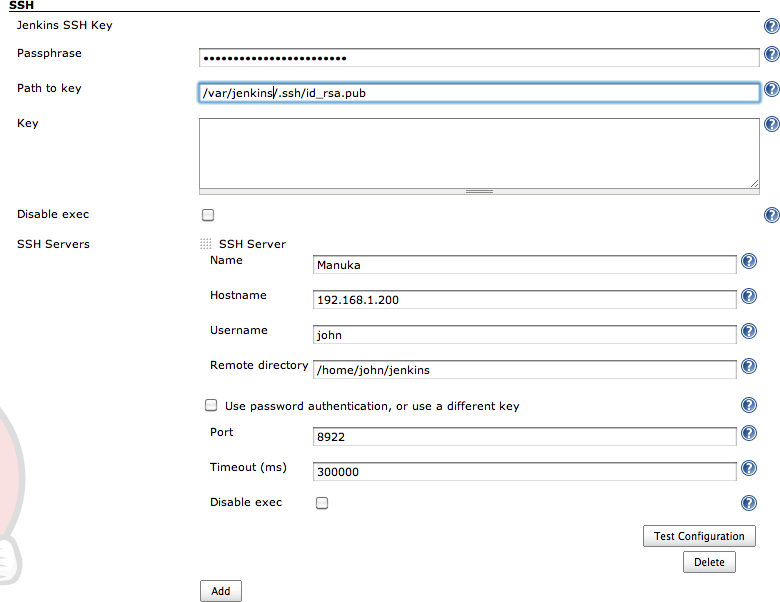 SSH
Jenkins SSH Key
Passphrase
••••••••••••••••••••••••
Path to key
/var/jenkins/.ssh/id_rsa.pub
Key
Disable exec
SSH Servers
SSH Server
Name
Manuka
Hostname
192.168.1.200
Username
john
Remote directory
/home/john/jenkins
Use password authentication, or use a different key
Port
8922
Timeout (ms)
300000
Disable exec
Test Configuration
Delete
Add